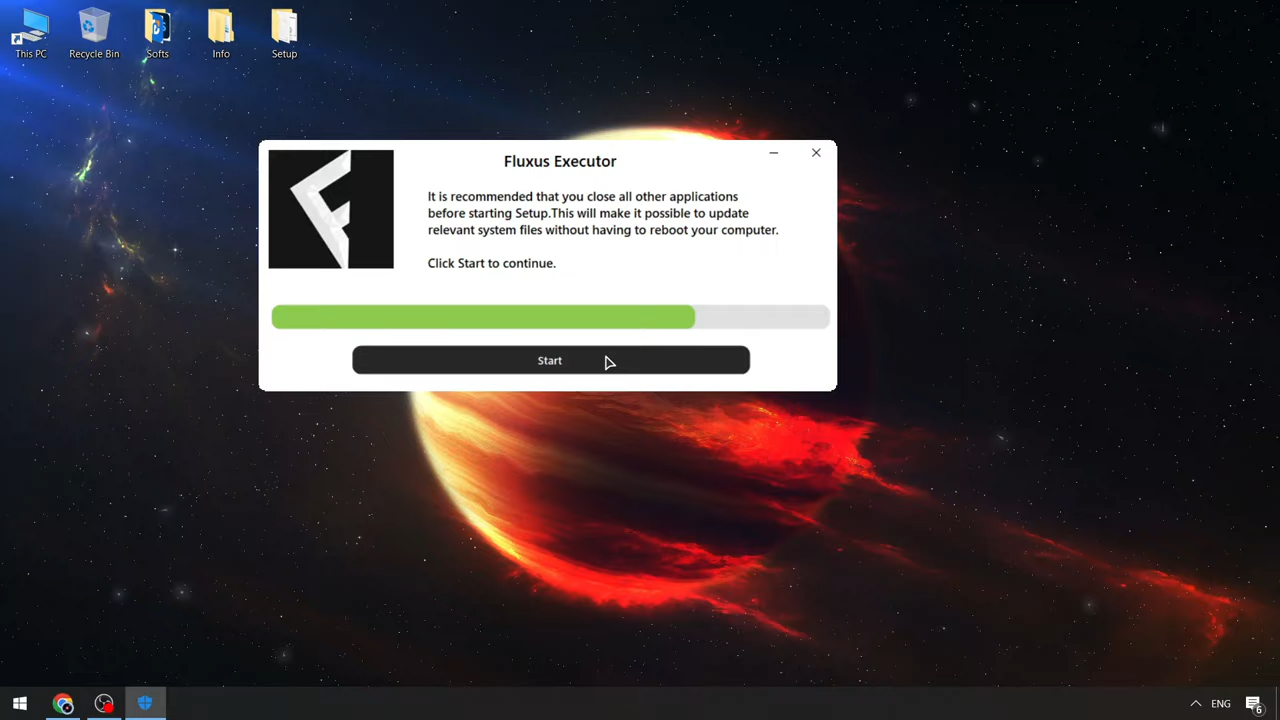 This PC
Recycle Bin
Softs
Info
Setup
Fluxus Executor
It is recommended that you close all other applications
before starting Setup.This will make it possible to update
relevant system files without having to reboot your computer.
Click Start to continue.
Start
ENG
6